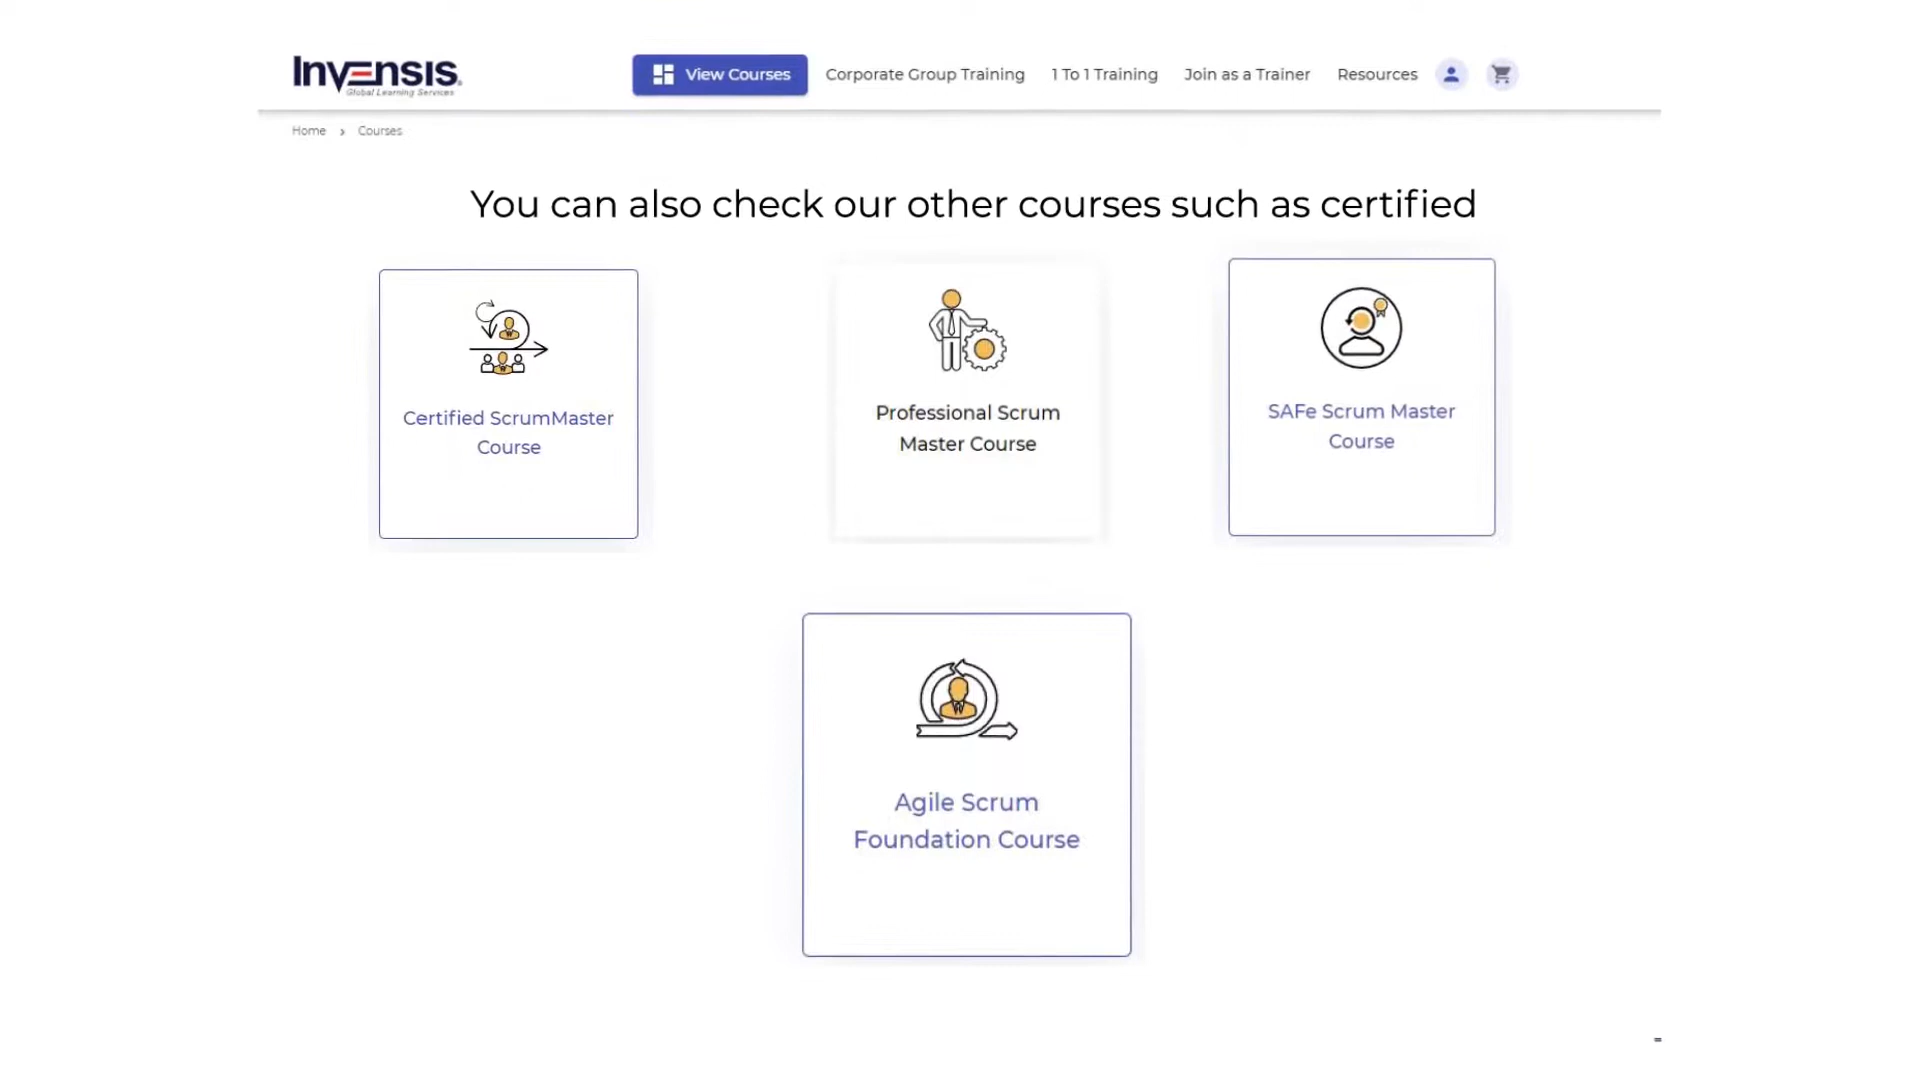 Invensis
Global Learning Services
View Courses
Corporate Group Training
1 To 1 Training
Join as a Trainer
Resources
Home › Courses
You can also check our other courses such as certified
Certified ScrumMaster
Course
Professional Scrum
Master Course
SAFe Scrum Master
Course
Agile Scrum
Foundation Course